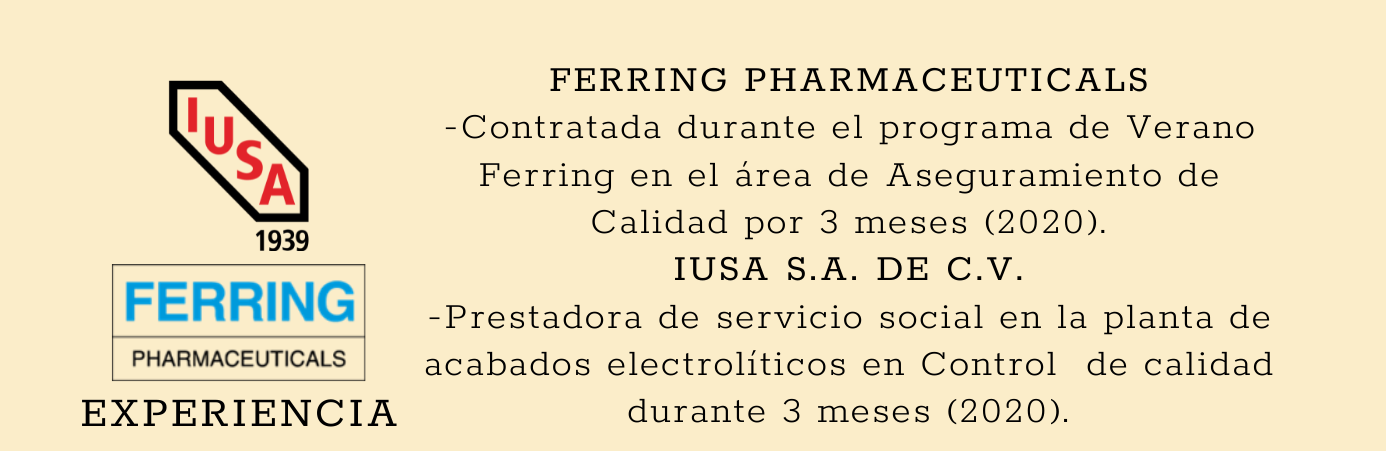 IUSA
1939
FERRING
PHARMACEUTICALS
EXPERIENCIA
FERRING PHARMACEUTICALS
-Contratada durante el programa de Verano
Ferring en el área de Aseguramiento de
Calidad por 3 meses (2020).
IUSA S.A. DE C.V.
-Prestadora de servicio social en la planta de
acabados electrolíticos en Control  de calidad
durante 3 meses (2020).